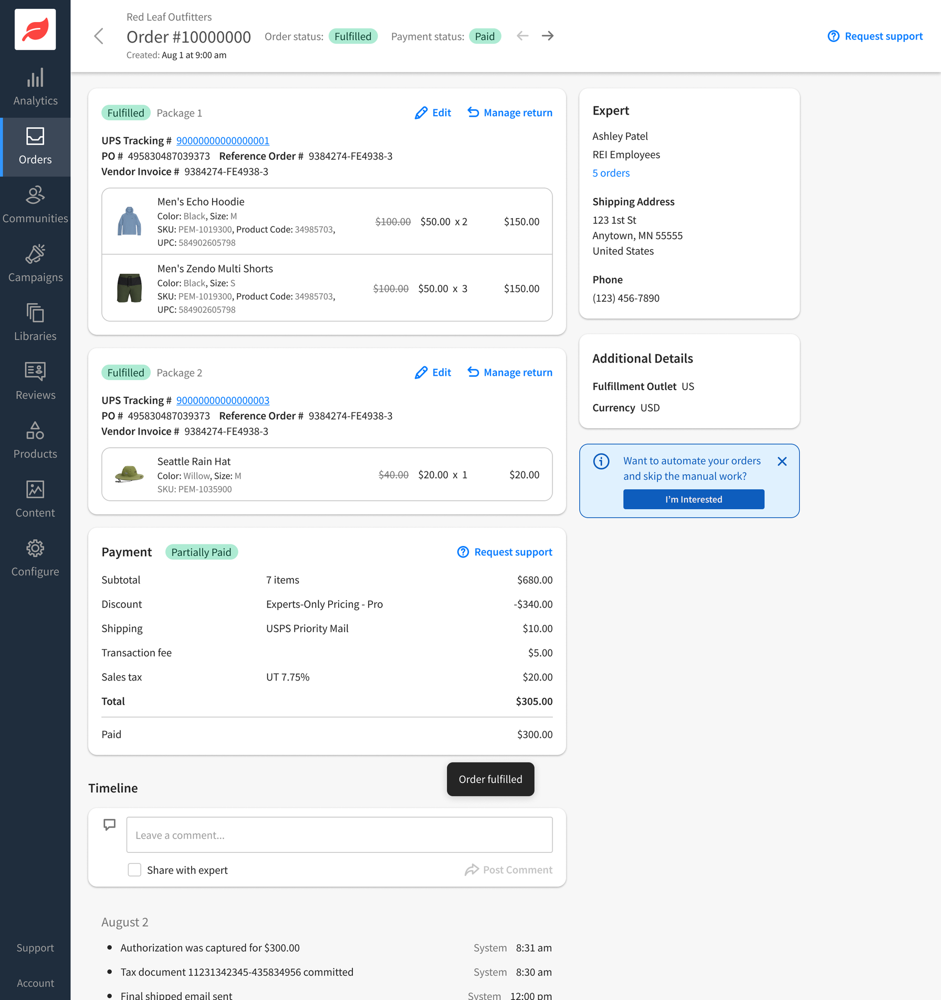 Red Leaf Outfitters
Order #10000000 Order status: Fulfilled Payment status: Paid
Created: Aug 1 at 9:00 am
Request support
Analytics
Orders
Communities
Campaigns
Libraries
Reviews
Products
Content
Configure
Support
Account
Fulfilled Package 1 Edit Manage return
UPS Tracking # 90000000000000001
PO # 495830487039373 Reference Order # 9384274-FE4938-3
Vendor Invoice # 9384274-FE4938-3
Men's Echo Hoodie
Color: Black, Size: M
SKU: PEM-1019300, Product Code: 34985703,
UPC: 584902605798
$100.00 $50.00 x 2 $150.00
Men's Zendo Multi Shorts
Color: Black, Size: S
SKU: PEM-1019300, Product Code: 34985703,
UPC: 584902605798
$100.00 $50.00 x 3 $150.00
Fulfilled Package 2 Edit Manage return
UPS Tracking # 90000000000000003
PO # 495830487039373 Reference Order # 9384274-FE4938-3
Vendor Invoice # 9384274-FE4938-3
Seattle Rain Hat
Color: Willow, Size: M
SKU: PEM-1035900
$40.00 $20.00 x 1 $20.00
Payment Partially Paid Request support
Subtotal 7 items $680.00
Discount Experts-Only Pricing - Pro -$340.00
Shipping USPS Priority Mail $10.00
Transaction fee $5.00
Sales tax UT 7.75% $20.00
Total $305.00
Paid $300.00
Order fulfilled
Timeline
Leave a comment...
Share with expert Post Comment
August 2
Authorization was captured for $300.00 System 8:31 am
Tax document 11231342345-435834956 committed System 8:30 am
Final shipped email sent System 12:00 pm
Expert
Ashley Patel
REI Employees
5 orders
Shipping Address
123 1st St
Anytown, MN 55555
United States
Phone
(123) 456-7890
Additional Details
Fulfillment Outlet US
Currency USD
Want to automate your orders
and skip the manual work?
I'm Interested